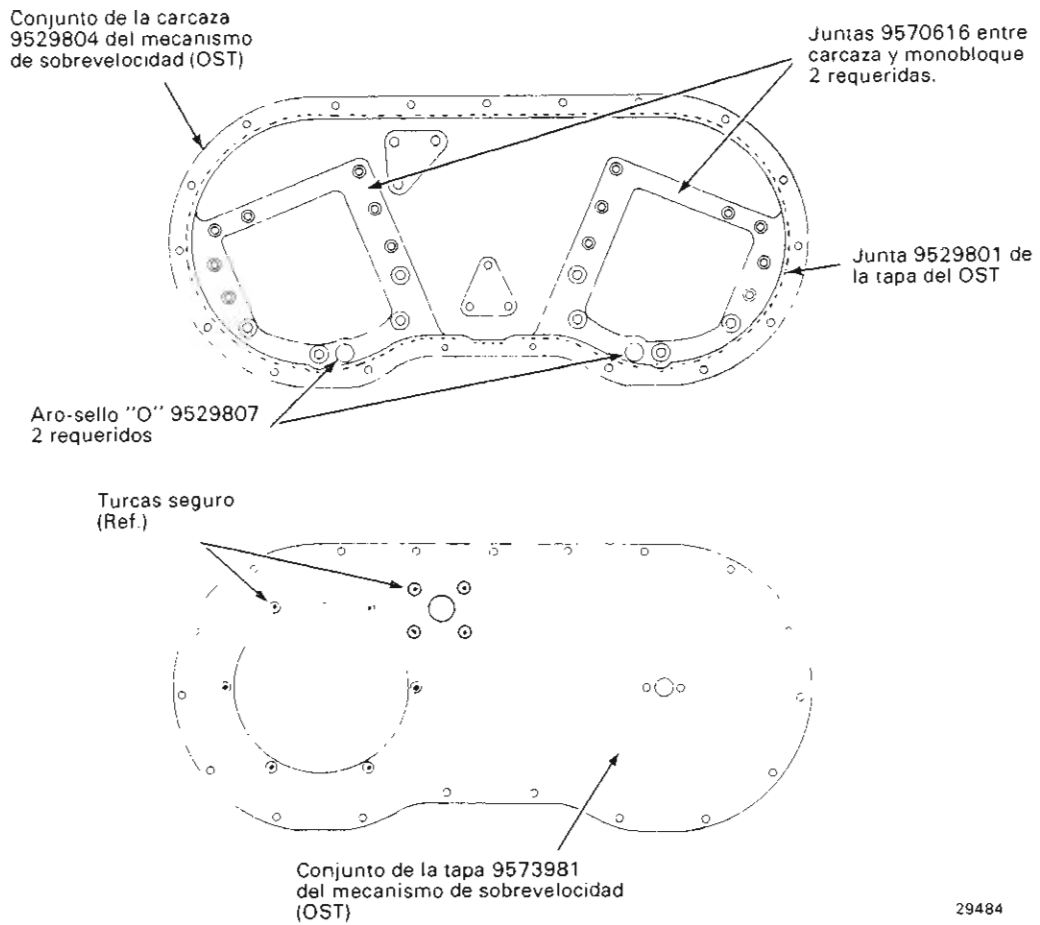 Conjunto de la carcaza
9529804 del mecanismo
de sobrevelocidad (OST)
Juntas 9570616 entre
carcaza y monobloque
2 requeridas.
Junta 9529801 de
la tapa del OST
Aro-sello "O" 9529807
2 requeridos
Turcas seguro
(Ref.)
Conjunto de la tapa 9573981
del mecanismo de sobrevelocidad
(OST)
29484